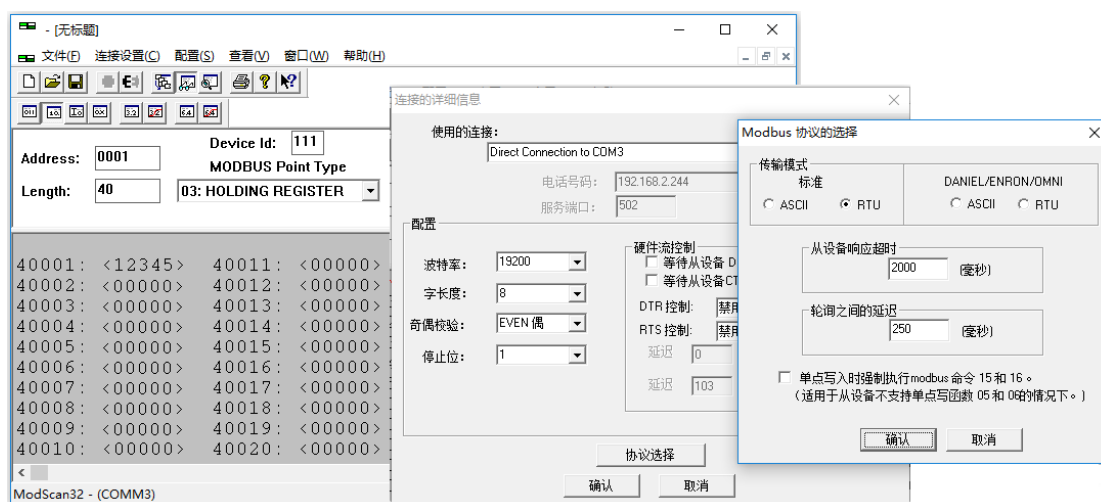 - [无标题]
文件(F) 连接设置(C) 配置(S) 查看(V) 窗口(W) 帮助(H)
Address: 0001
Device Id: 111
MODBUS Point Type
Length: 40
03: HOLDING REGISTER
40001: <12345> 40011: <00000>
40002: <00000> 40012: <00000>
40003: <00000> 40013: <00000>
40004: <00000> 40014: <00000>
40005: <00000> 40015: <00000>
40006: <00000> 40016: <00000>
40007: <00000> 40017: <00000>
40008: <00000> 40018: <00000>
40009: <00000> 40019: <00000>
40010: <00000> 40020: <00000>
ModScan32 - (COMM3)
连接的详细信息
使用的连接:
Direct Connection to COM3
电话号码: 192.168.2.244
服务端口: 502
配置
波特率: 19200
字长度: 8
奇偶校验: EVEN 偶
停止位: 1
硬件流控制
等待从设备 D
等待从设备CT
DTR 控制: 禁用
RTS 控制: 禁用
延迟 0
延迟 103
协议选择
确认 取消
Modbus 协议的选择
传输模式
标准
ASCII RTU
DANIEL/ENRON/OMNI
ASCII RTU
从设备响应超时
2000 (毫秒)
轮询之间的延迟
250 (毫秒)
单点写入时强制执行modbus 命令 15 和 16 。
(适用于从设备不支持单点写函数 05 和 06的情况下。)
确认 取消